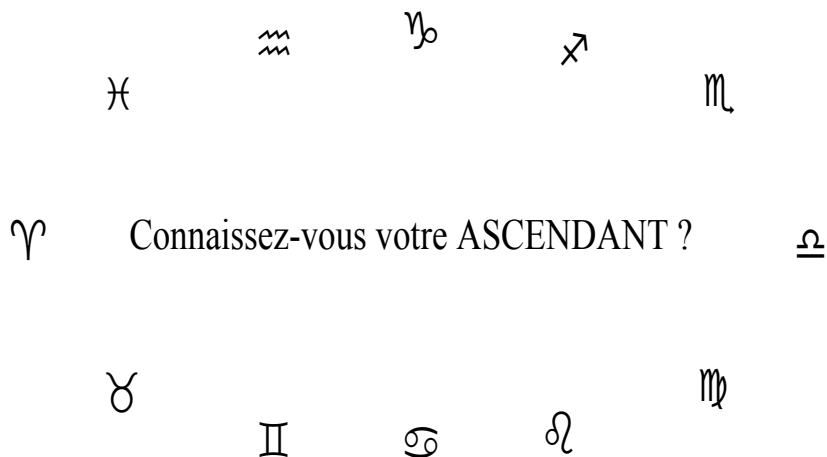 ♒ ♑ ♐
♓ ♏
♈ Connaissez-vous votre ASCENDANT ? ♎
♉ ♍
♊ ♋ ♌